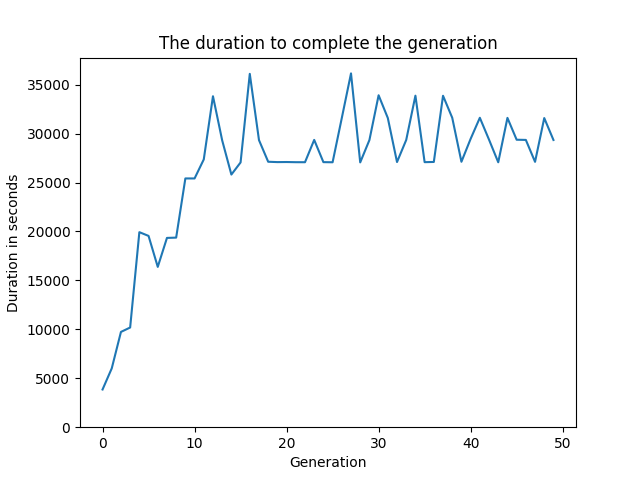 The duration to complete the generation
Duration in seconds
35000
30000
25000
20000
15000
10000
5000
0
0 10 20 30 40 50
Generation